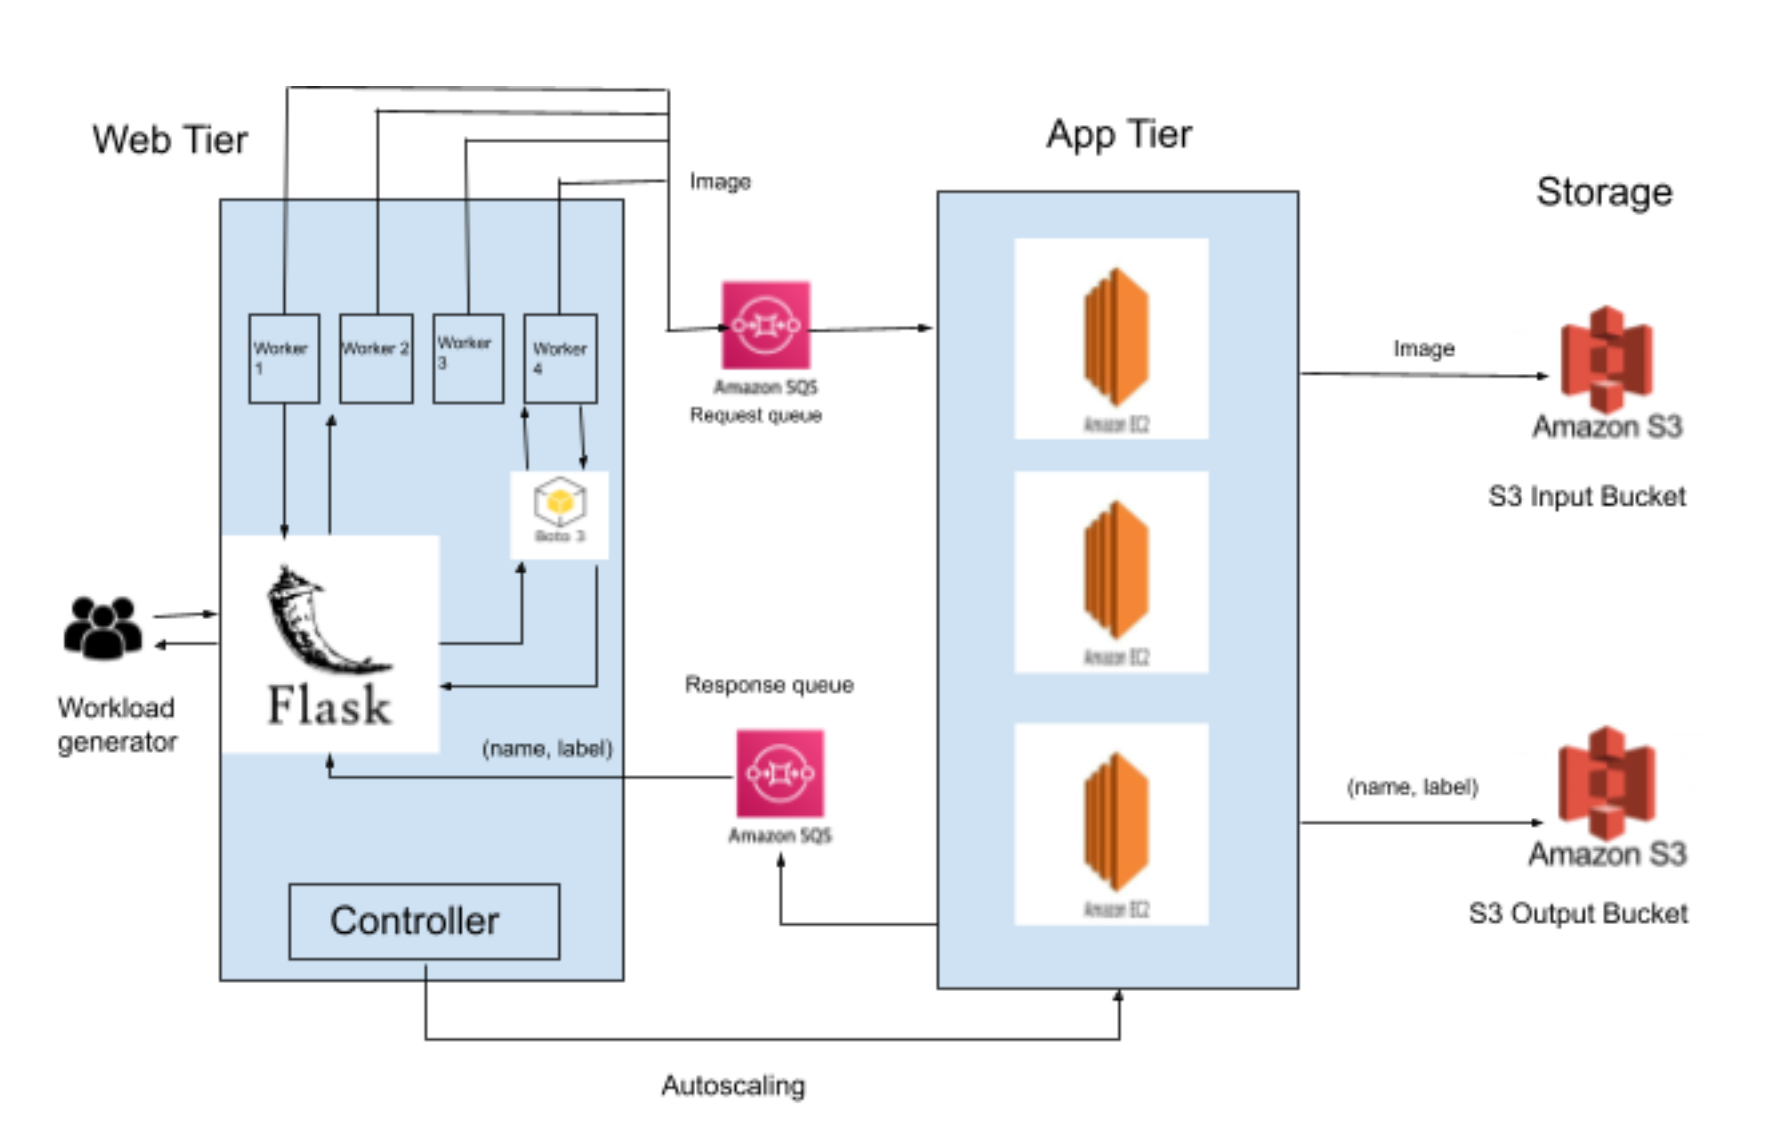 Web Tier
App Tier
Storage
Image
Worker
1
Worker 2
Worker
3
Worker
4
Amazon SQS
Request queue
Amazon EC2
Image
Amazon S3
S3 Input Bucket
Boto 3
Flask
Workload
generator
Amazon EC2
Response queue
(name, label)
Amazon SQS
(name, label)
Amazon S3
S3 Output Bucket
Amazon EC2
Controller
Autoscaling